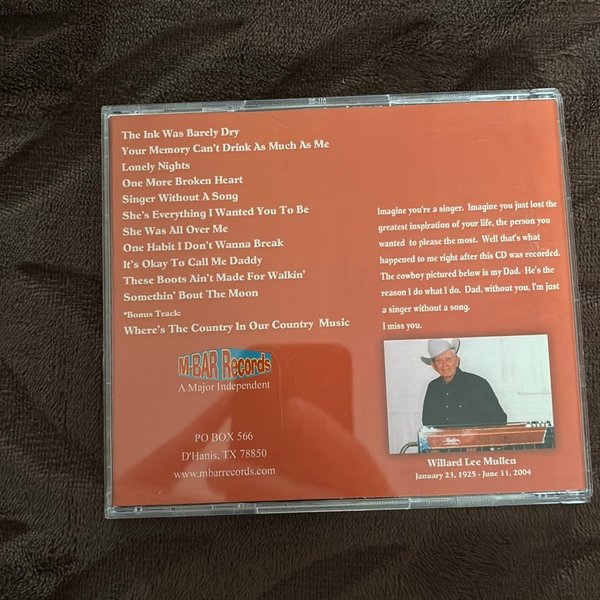 The Ink Was Barely Dry
Your Memory Can't Drink As Much As Me
Lonely Nights
One More Broken Heart
Singer Without A Song
She's Everything I Wanted You To Be
She Was All Over Me
One Habit I Don't Wanna Break
It's Okay To Call Me Daddy
These Boots Ain't Made For Walkin'
Somethin' Bout The Moon
*Bonus Track:
Where's The Country In Our Country Music
M-BAR Records
A Major Independent
PO BOX 566
D'Hanis, TX 78850
www.mbarrecords.com
Imagine you're a singer. Imagine you just lost the
greatest inspiration of your life, the person you
wanted to please the most. Well that's what
happened to me right after this CD was recorded.
The cowboy pictured below is my Dad. He's the
reason I do what I do. Dad, without you, I'm just
a singer without a song.
I miss you.
Willard Lee Mullen
January 23, 1925 - June 11, 2004